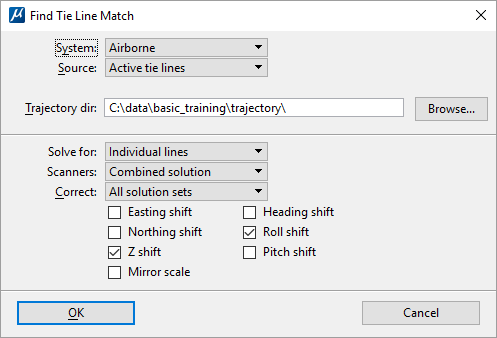 Find Tie Line Match
System: Airborne
Source: Active tie lines
Trajectory dir: C:\data\basic_training\trajectory\ Browse...
Solve for: Individual lines
Scanners: Combined solution
Correct: All solution sets
Easting shift Heading shift
Northing shift Roll shift
Z shift Pitch shift
Mirror scale
OK Cancel